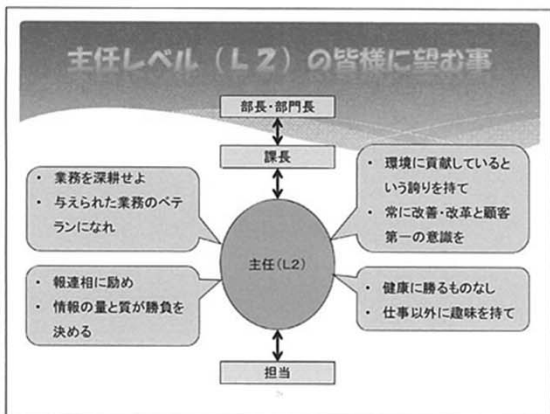 主任レベル(L2)の皆様に望む事
部長・部門長
課長
・ 業務を深耕せよ
・ 与えられた業務のベテ
ランになれ
・ 環境に貢献していると
いう誇りを持て
・ 常に改善・改革と顧客
第一の意識を
主任(L2)
・ 報連相に励め
・ 情報の量と質が勝負を
決める
・ 健康に勝るものなし
・ 仕事以外に趣味を持て
担当